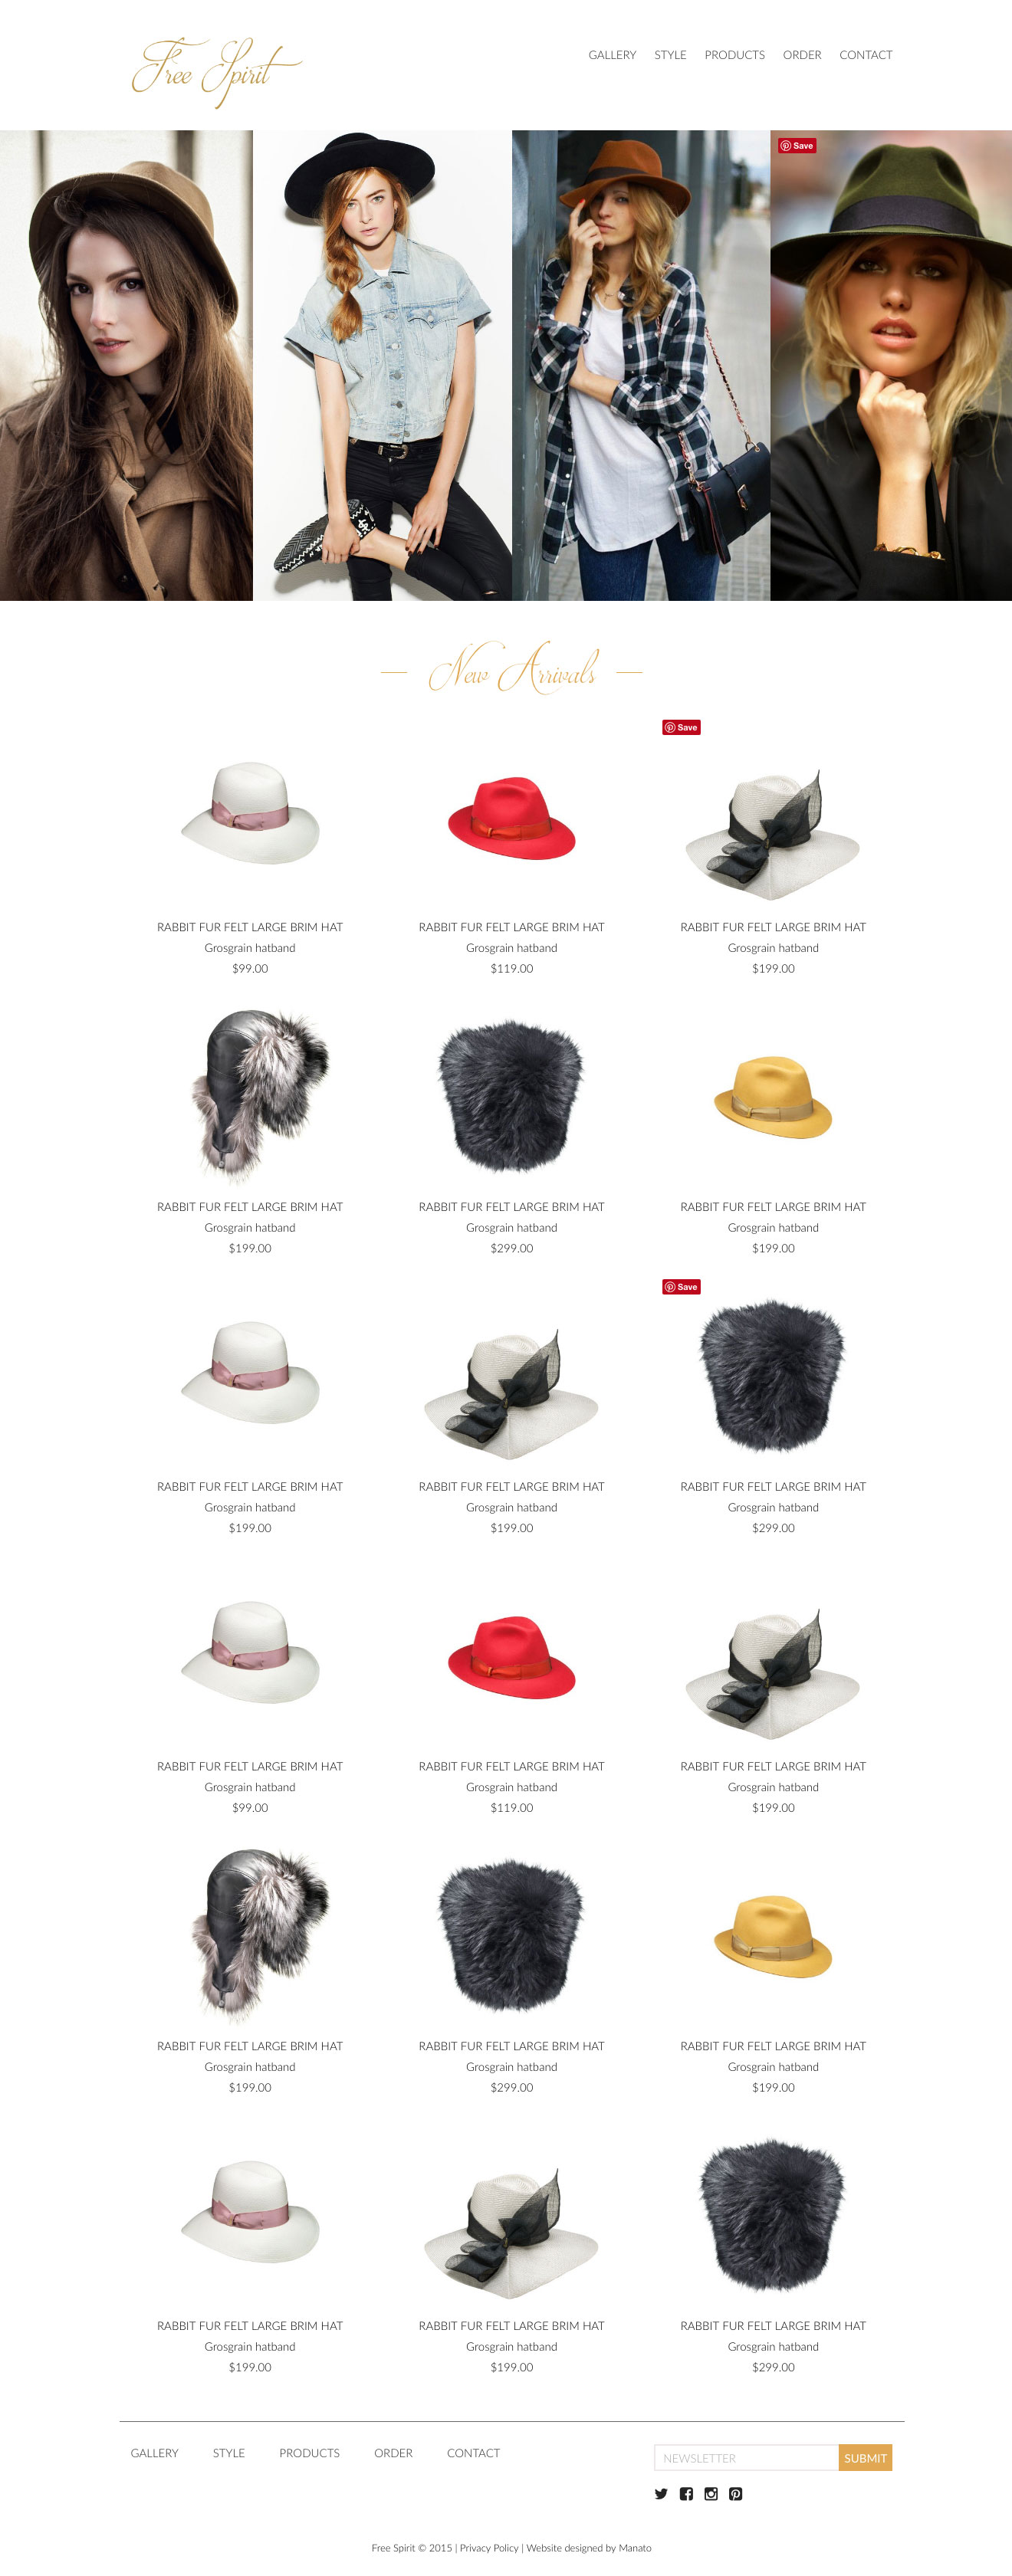 Free Spirit
GALLERY STYLE PRODUCTS ORDER CONTACT
Save
New Arrivals
Save
RABBIT FUR FELT LARGE BRIM HAT RABBIT FUR FELT LARGE BRIM HAT RABBIT FUR FELT LARGE BRIM HAT
Grosgrain hatband Grosgrain hatband Grosgrain hatband
$99.00 $119.00 $199.00
RABBIT FUR FELT LARGE BRIM HAT RABBIT FUR FELT LARGE BRIM HAT RABBIT FUR FELT LARGE BRIM HAT
Grosgrain hatband Grosgrain hatband Grosgrain hatband
$199.00 $299.00 $199.00
Save
RABBIT FUR FELT LARGE BRIM HAT RABBIT FUR FELT LARGE BRIM HAT RABBIT FUR FELT LARGE BRIM HAT
Grosgrain hatband Grosgrain hatband Grosgrain hatband
$199.00 $199.00 $299.00
RABBIT FUR FELT LARGE BRIM HAT RABBIT FUR FELT LARGE BRIM HAT RABBIT FUR FELT LARGE BRIM HAT
Grosgrain hatband Grosgrain hatband Grosgrain hatband
$99.00 $119.00 $199.00
RABBIT FUR FELT LARGE BRIM HAT RABBIT FUR FELT LARGE BRIM HAT RABBIT FUR FELT LARGE BRIM HAT
Grosgrain hatband Grosgrain hatband Grosgrain hatband
$199.00 $299.00 $199.00
RABBIT FUR FELT LARGE BRIM HAT RABBIT FUR FELT LARGE BRIM HAT RABBIT FUR FELT LARGE BRIM HAT
Grosgrain hatband Grosgrain hatband Grosgrain hatband
$199.00 $199.00 $299.00
GALLERY STYLE PRODUCTS ORDER CONTACT
NEWSLETTER SUBMIT
Free Spirit © 2015 | Privacy Policy | Website designed by Manato